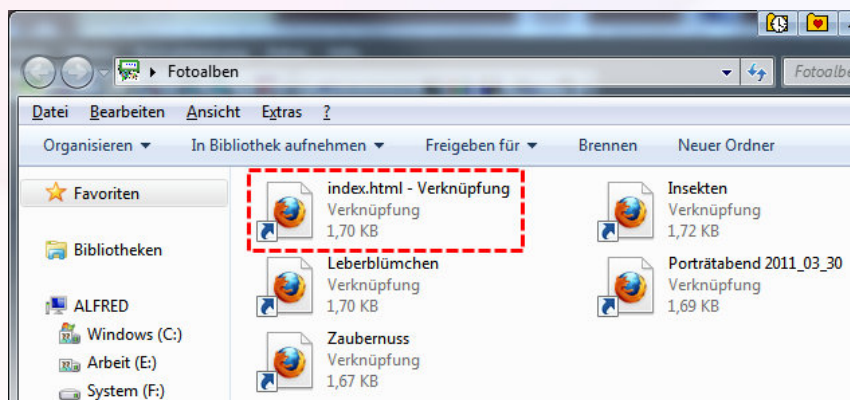 Fotoalben
Fotoalbe
Datei Bearbeiten Ansicht Extras ?
Organisieren In Bibliothek aufnehmen Freigeben für Brennen Neuer Ordner
Favoriten
Bibliotheken
ALFRED
Windows (C:)
Arbeit (E:)
System (F:)
index.html - Verknüpfung
Verknüpfung
1,70 KB
Insekten
Verknüpfung
1,72 KB
Leberblümchen
Verknüpfung
1,70 KB
Porträtabend 2011_03_30
Verknüpfung
1,69 KB
Zaubernuss
Verknüpfung
1,67 KB